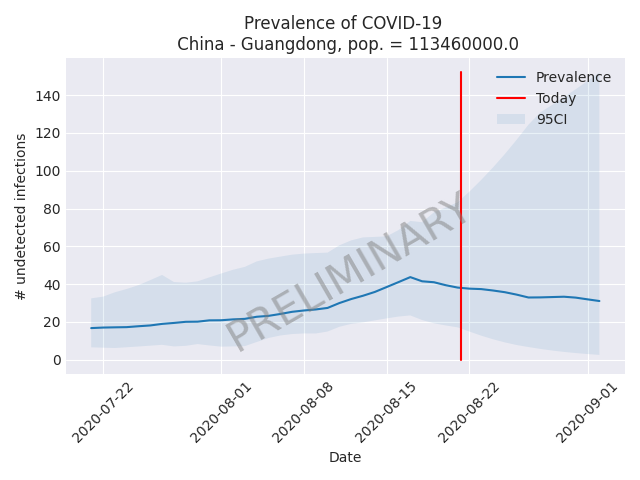 Prevalence of COVID-19
China - Guangdong, pop. = 113460000.0
# undetected infections
140
120
100
80
60
40
20
0
Prevalence
Today
95CI
PRELIMINARY
2020-07-22
2020-08-01
2020-08-08
2020-08-15
2020-08-22
2020-09-01
Date